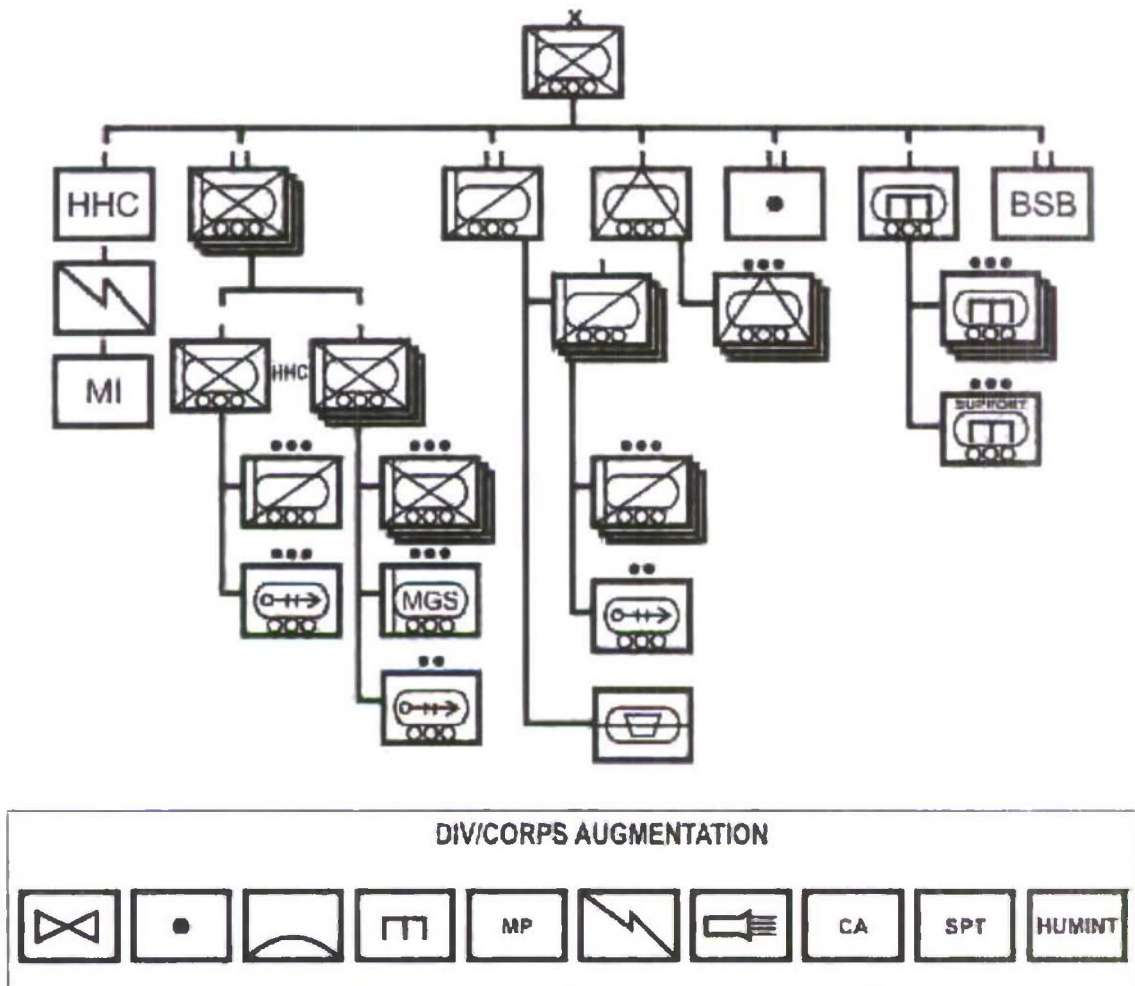 X
HHC
BSB
MI
HHC
SUPPORT
MGS
DIV/CORPS AUGMENTATION
MP
CA
SPT
HUMINT